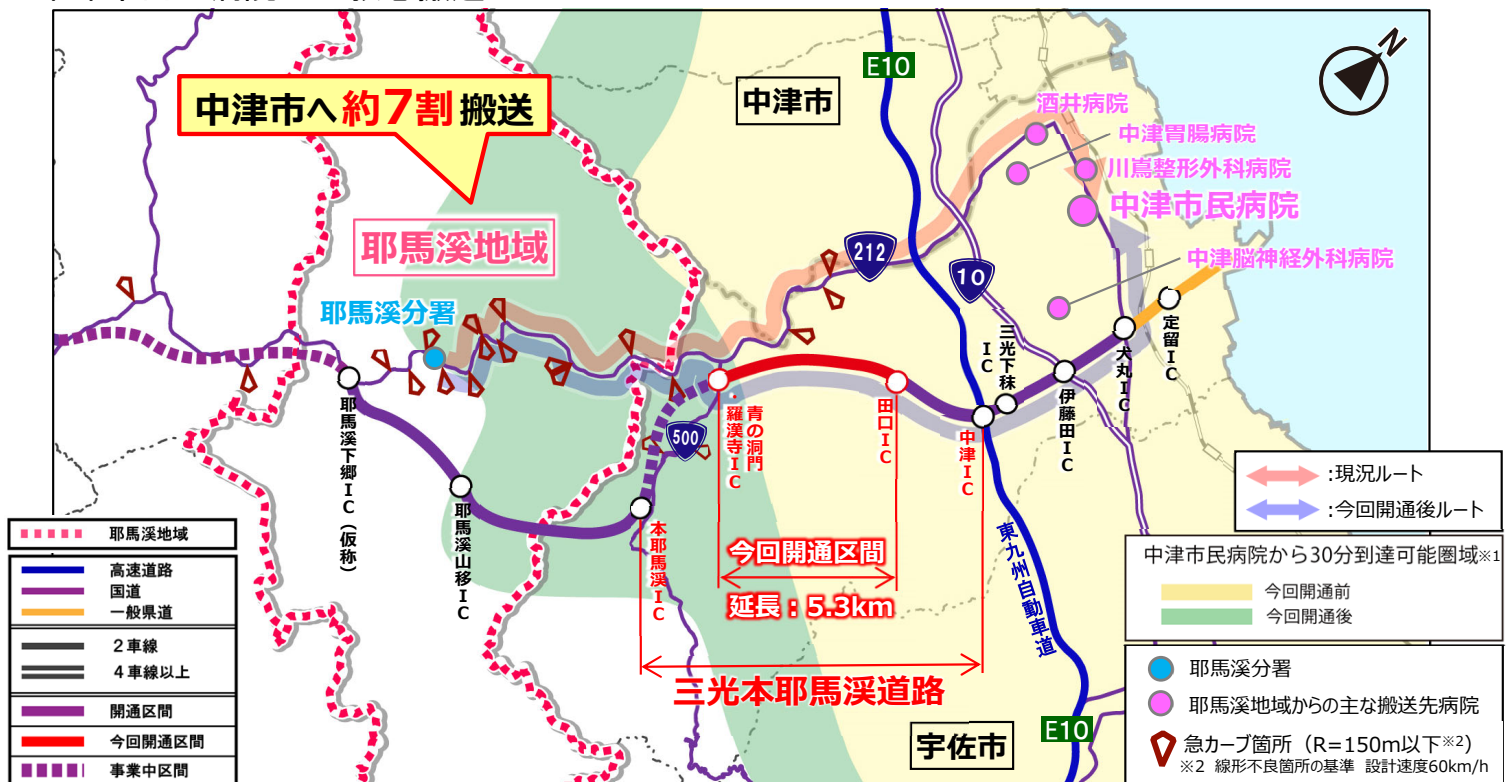 中津市へ約7割搬送
耶馬溪地域
耶馬溪分署
中津市
E10
212
10
500
酒井病院
中津胃腸病院
川嶌整形外科病院
中津市民病院
中津脳神経外科病院
N
耶馬溪下郷IC(仮称)
耶馬溪山移IC
本耶馬渓IC
青の洞門・羅漢寺IC
田口IC
中津IC
三光下秣IC
伊藤田IC
犬丸IC
定留IC
東九州自動車道
今回開通区間
延長:5.3km
三光本耶馬渓道路
宇佐市
E10
耶馬溪地域
高速道路
国道
一般県道
2車線
4車線以上
開通区間
今回開通区間
事業中区間
:現況ルート
:今回開通後ルート
中津市民病院から30分到達可能圏域※1
今回開通前
今回開通後
耶馬溪分署
耶馬溪地域からの主な搬送先病院
急カーブ箇所(R=150m以下※2)
※2 線形不良箇所の基準 設計速度60km/h